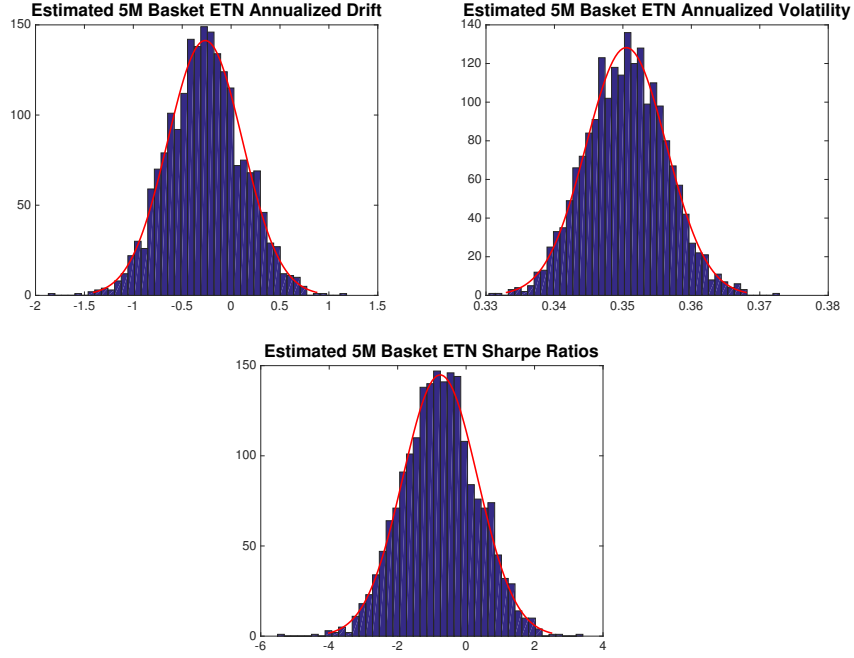 Estimated 5M Basket ETN Annualized Drift
150
100
50
0
-2 -1.5 -1 -0.5 0 0.5 1 1.5
Estimated 5M Basket ETN Annualized Volatility
140
120
100
80
60
40
20
0
0.33 0.34 0.35 0.36 0.37 0.38
Estimated 5M Basket ETN Sharpe Ratios
150
100
50
0
-6 -4 -2 0 2 4